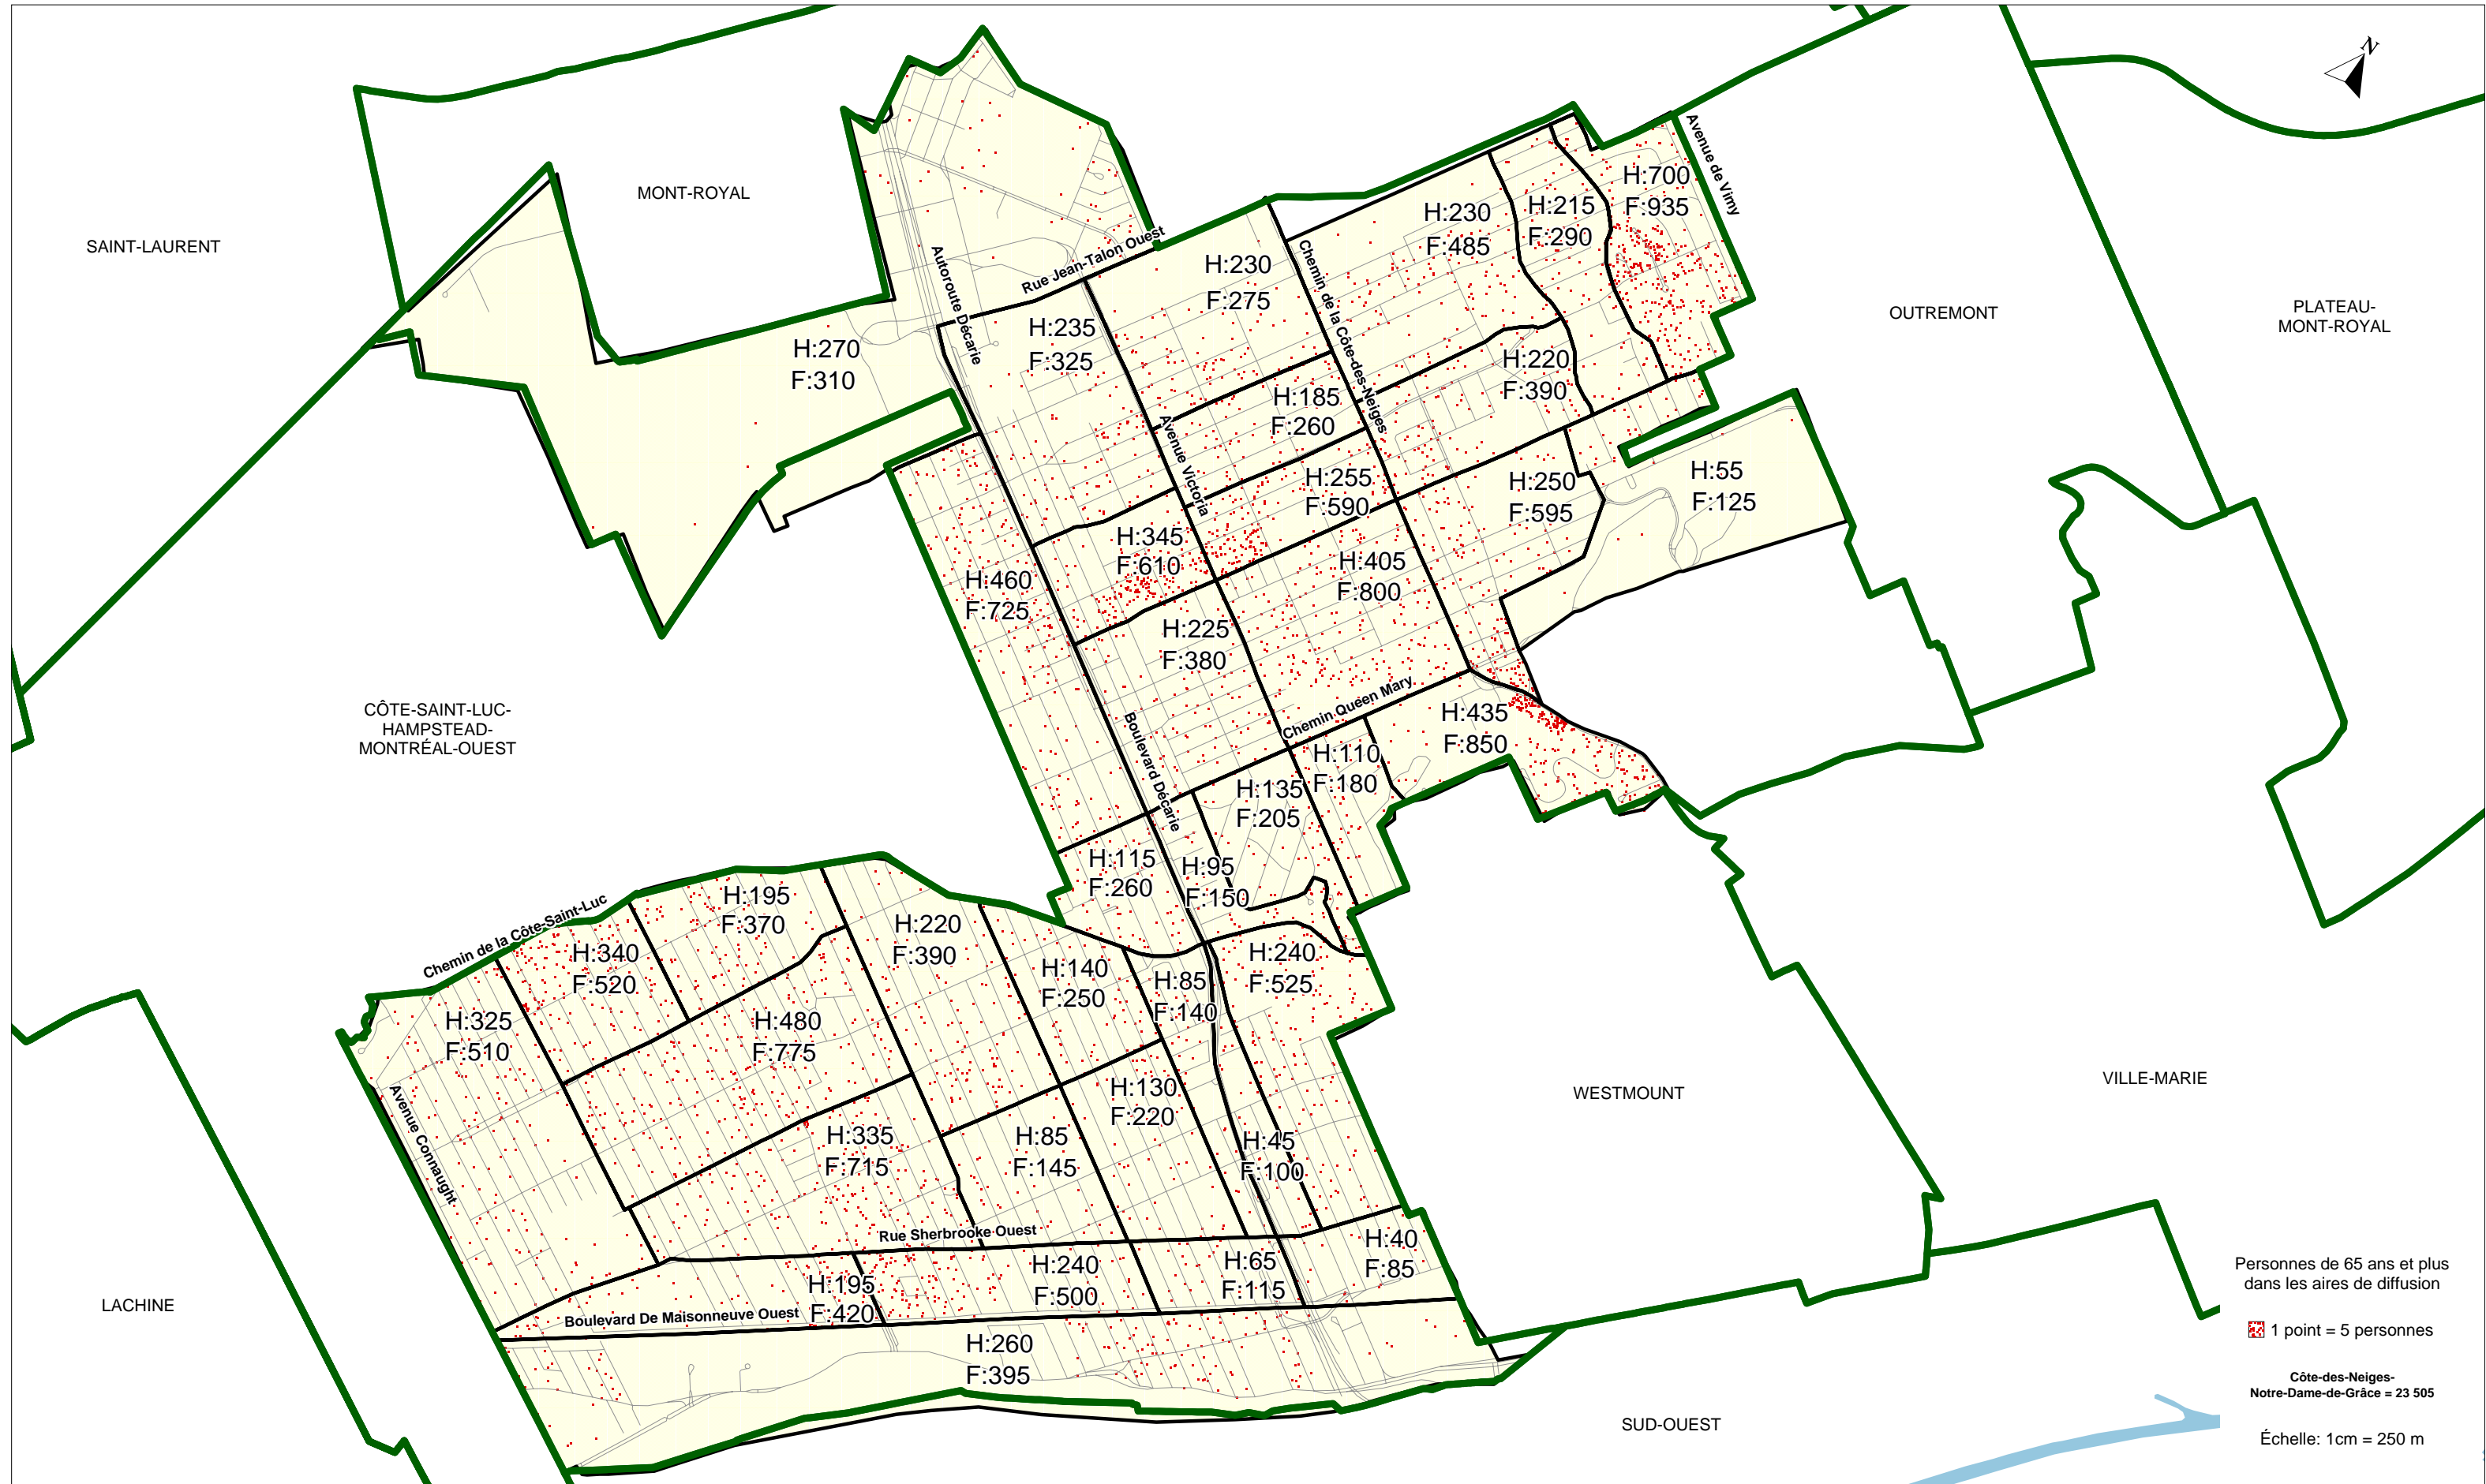 N
SAINT-LAURENT
MONT-ROYAL
OUTREMONT
PLATEAU-
MONT-ROYAL
Avenue de Vimy
H:700
F:935
H:215
F:290
H:230
F:485
Autoroute Décarie
Rue Jean-Talon Ouest
H:230
F:275
Chemin de la Côte-des-Neiges
H:235
F:325
H:270
F:310
H:220
F:390
H:185
F:260
Avenue Victoria
H:255
F:590
H:250
F:595
H:55
F:125
H:345
F:610
H:405
F:800
H:460
F:725
H:225
F:380
CÔTE-SAINT-LUC-
HAMPSTEAD-
MONTRÉAL-OUEST
Boulevard Décarie
Chemin Queen Mary
H:435
F:850
H:110
F:180
H:135
F:205
H:115
F:260
H:95
F:150
Chemin de la Côte-Saint-Luc
H:195
F:370
H:220
F:390
H:340
F:520
H:140
F:250
H:85
F:140
H:240
F:525
H:325
F:510
H:480
F:775
Avenue Connaught
H:130
F:220
H:335
F:715
H:85
F:145
H:45
F:100
WESTMOUNT
VILLE-MARIE
Rue Sherbrooke Ouest
H:40
F:85
H:65
F:115
H:240
F:500
H:195
F:420
Boulevard De Maisonneuve Ouest
H:260
F:395
LACHINE
SUD-OUEST
Personnes de 65 ans et plus
dans les aires de diffusion
1 point = 5 personnes
Côte-des-Neiges-
Notre-Dame-de-Grâce = 23 505
Échelle: 1cm = 250 m